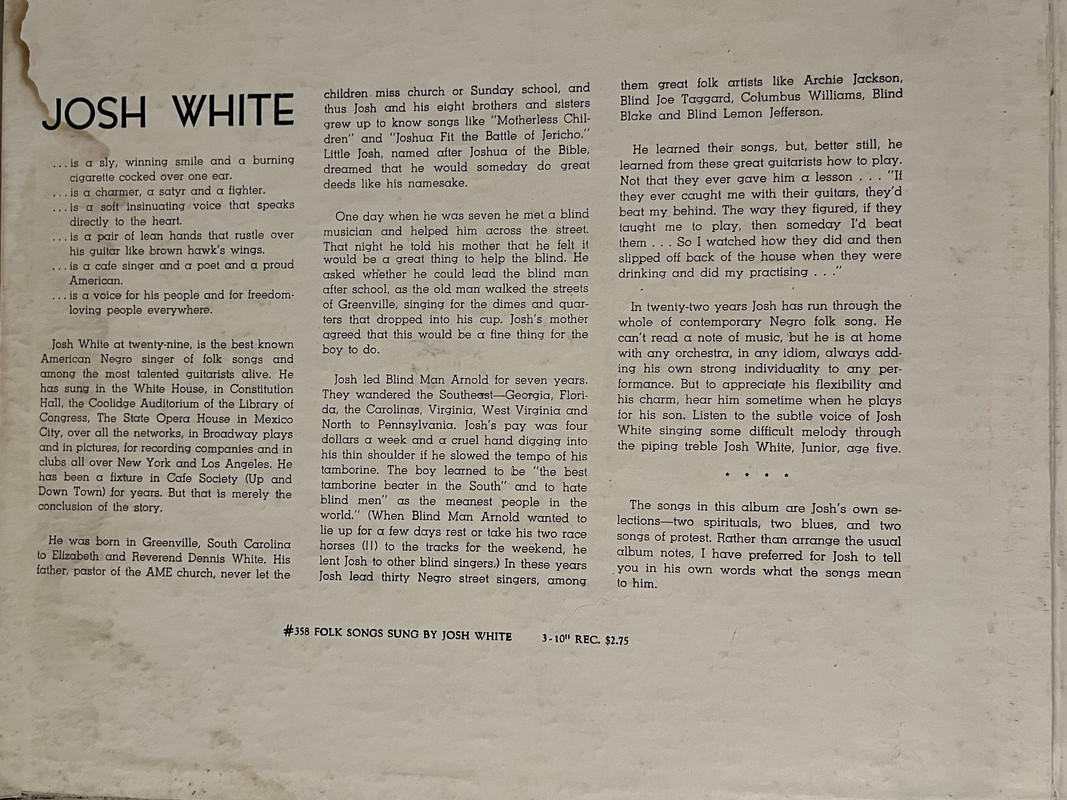 JOSH WHITE
...is a sly, winning smile and a burning
cigarette cocked over one ear.
...is a charmer, a satyr and a fighter.
...is a soft insinuating voice that speaks
directly to the heart.
...is a pair of lean hands that rustle over
his guitar like brown hawk's wings.
...is a cafe singer and a poet and a proud
American.
...is a voice for his people and for freedom-
loving people everywhere.
Josh White at twenty-nine, is the best known
American Negro singer of folk songs and
among the most talented guitarists alive. He
has sung in the White House, in Constitution
Hall, the Coolidge Auditorium of the Library of
Congress, The State Opera House in Mexico
City, over all the networks, in Broadway plays
and in pictures, for recording companies and in
clubs all over New York and Los Angeles. He
has been a fixture in Cafe Society (Up and
Down Town) for years. But that is merely the
conclusion of the story.
He was born in Greenville, South Carolina
to Elizabeth and Reverend Dennis White. His
father, pastor of the AME church, never let the
children miss church or Sunday school, and
thus Josh and his eight brothers and sisters
grew up to know songs like "Motherless Chil-
dren" and "Joshua Fit the Battle of Jericho."
Little Josh, named after Joshua of the Bible,
dreamed that he would someday do great
deeds like his namesake.
One day when he was seven he met a blind
musician and helped him across the street.
That night he told his mother that he felt it
would be a great thing to help the blind. He
asked whether he could lead the blind man
after school, as the old man walked the streets
of Greenville, singing for the dimes and quar-
ters that dropped into his cup. Josh's mother
agreed that this would be a fine thing for the
boy to do.
Josh led Blind Man Arnold for seven years.
They wandered the Southeast—Georgia, Flori-
da, the Carolinas, Virginia, West Virginia and
North to Pennsylvania. Josh's pay was four
dollars a week and a cruel hand digging into
his thin shoulder if he slowed the tempo of his
tamborine. The boy learned to be "the best
tamborine beater in the South" and to hate
blind men" as the meanest people in the
world." (When Blind Man Arnold wanted to
lie up for a few days rest or take his two race
horses (!!) to the tracks for the weekend, he
lent Josh to other blind singers.) In these years
Josh lead thirty Negro street singers, among
them great folk artists like Archie Jackson,
Blind Joe Taggard, Columbus Williams, Blind
Blake and Blind Lemon Jefferson.
He learned their songs, but, better still, he
learned from these great guitarists how to play.
Not that they ever gave him a lesson . . . "If
they ever caught me with their guitars, they'd
beat my behind. The way they figured, if they
taught me to play, then someday I'd beat
them . . . So I watched how they did and then
slipped off back of the house when they were
drinking and did my practising . . ."
In twenty-two years Josh has run through the
whole of contemporary Negro folk song. He
can't read a note of music, but he is at home
with any orchestra, in any idiom, always add-
ing his own strong individuality to any per-
formance. But to appreciate his flexibility and
his charm, hear him sometime when he plays
for his son. Listen to the subtle voice of Josh
White singing some difficult melody through
the piping treble Josh White, Junior, age five.
• • • •
The songs in this album are Josh's own se-
lections—two spirituals, two blues, and two
songs of protest. Rather than arrange the usual
album notes, I have preferred for Josh to tell
you in his own words what the songs mean
to him.
#358 FOLK SONGS SUNG BY JOSH WHITE 3-10" REC. $2.75